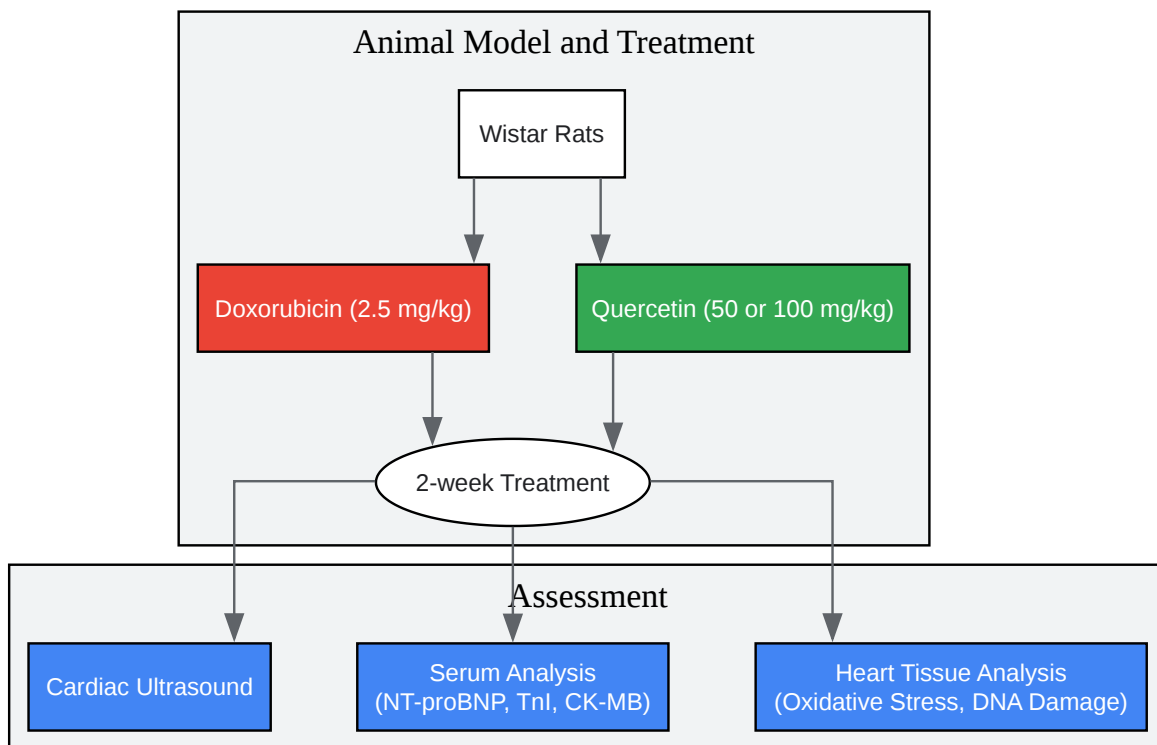 Animal Model and Treatment
Wistar Rats
Doxorubicin (2.5 mg/kg)
Quercetin (50 or 100 mg/kg)
2-week Treatment
Assessment
Cardiac Ultrasound
Serum Analysis
(NT-proBNP, TnI, CK-MB)
Heart Tissue Analysis
(Oxidative Stress, DNA Damage)